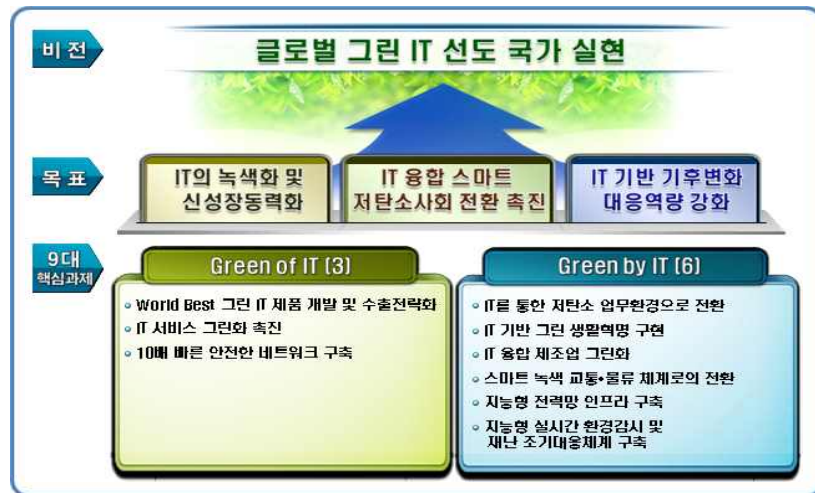 비 전
글로벌 그린 IT 선도 국가 실현
목 표
IT의 녹색화 및
신성장동력화
IT 융합 스마트
저탄소사회 전환 촉진
IT 기반 기후변화
대응역량 강화
9대
핵심과제
Green of IT (3)
World Best 그린 IT 제품 개발 및 수출전략화
IT 서비스 그린화 촉진
10배 빠른 안전한 네트워크 구축
Green by IT (6)
IT를 통한 저탄소 업무환경으로 전환
IT 기반 그린 생활혁명 구현
IT 융합 제조업 그린화
스마트 녹색 교통•물류 체계로의 전환
지능형 전력망 인프라 구축
지능형 실시간 환경감시 및
재난 조기대응체계 구축